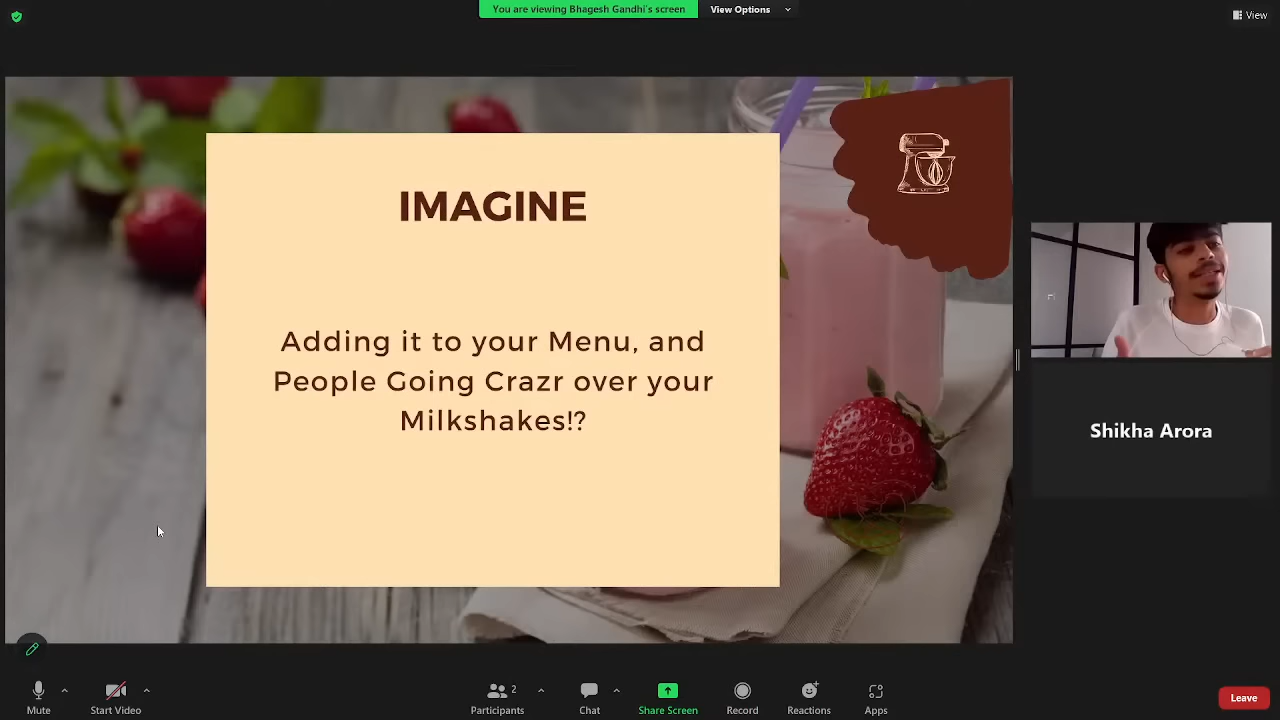 You are viewing Bhagesh Gandhi's screen
View Options
View
IMAGINE
Adding it to your Menu, and
People Going Crazr over your
Milkshakes!?
Shikha Arora
Mute
Start Video
Participants
2
Chat
Share Screen
Record
Reactions
Apps
Leave